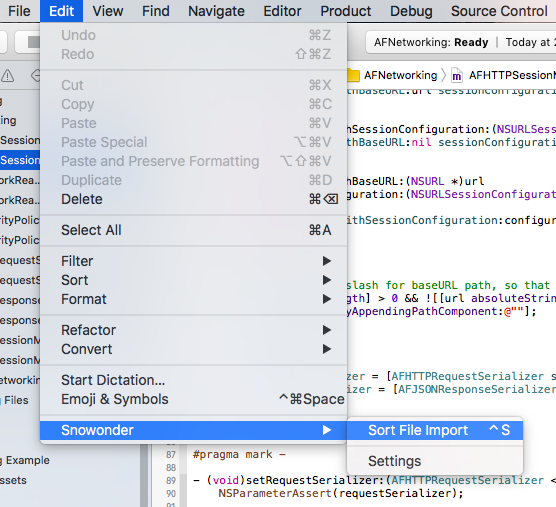 File Edit View Find Navigate Editor Product Debug Source Control
AFNetworking: Ready | Today at 2
AFNetworking AFHTTPSessionM
Undo ⌘Z
Redo ⇧⌘Z
Cut ⌘X
Copy ⌘C
Paste ⌘V
Paste Special ⌥⌘V
Paste and Preserve Formatting ⌥⇧⌘V
Duplicate ⌘D
Delete ⌘⌫
Select All ⌘A
Filter
Sort
Format
Refactor
Convert
Start Dictation...
Emoji & Symbols ^⌘Space
Snowonder
Sort File Import ^S
Settings
ng
king
Session
Session
orkRea...
orkRea...
rityPolic
rityPolic
equestS
equestS
esponse
esponse
essionM
essionM
etworking
g Files
g Example
ssets
thBaseURL:url sessionConfigurati
hSessionConfiguration:(NSURLSess
thBaseURL:nil sessionConfigurati
hBaseURL:(NSURL *)url
guration:(NSURLSessionConfigurat
ithSessionConfiguration:configur
slash for baseURL path, so that
gth] > 0 && ![[url absoluteStrin
yAppendingPathComponent:@""];
zer = [AFHTTPRequestSerializer s
lizer = [AFJSONResponseSerializer
87 #pragma mark -
88
89 - (void)setRequestSerializer:(AFHTTPRequestSerializer <
90 NSParameterAssert(requestSerializer);